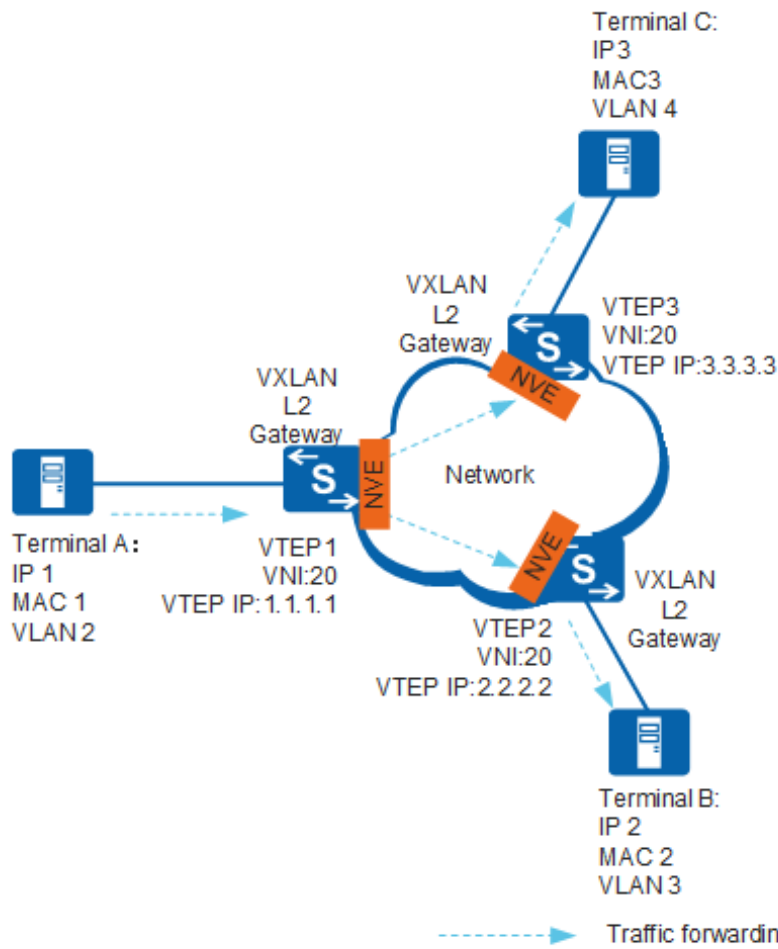 Terminal C:
IP3
MAC3
VLAN 4
VXLAN
L2
Gateway
S
NVE
VTEP3
VNI:20
VTEP IP:3.3.3.3
VXLAN
L2
Gateway
S
NVE
Network
Terminal A:
IP 1
MAC 1
VLAN 2
VTEP1
VNI:20
VTEP IP:1.1.1.1
NVE
S
VXLAN
L2
Gateway
VTEP2
VNI:20
VTEP IP:2.2.2.2
Terminal B:
IP 2
MAC 2
VLAN 3
Traffic forwardin